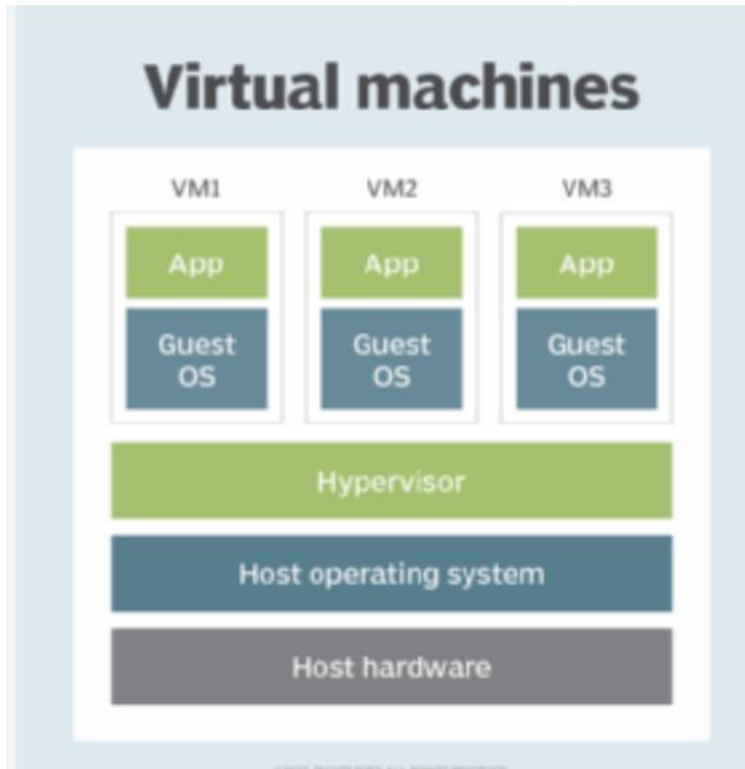 Virtual machines
VM1 VM2 VM3
App App App
Guest Guest Guest
OS OS OS
Hypervisor
Host operating system
Host hardware